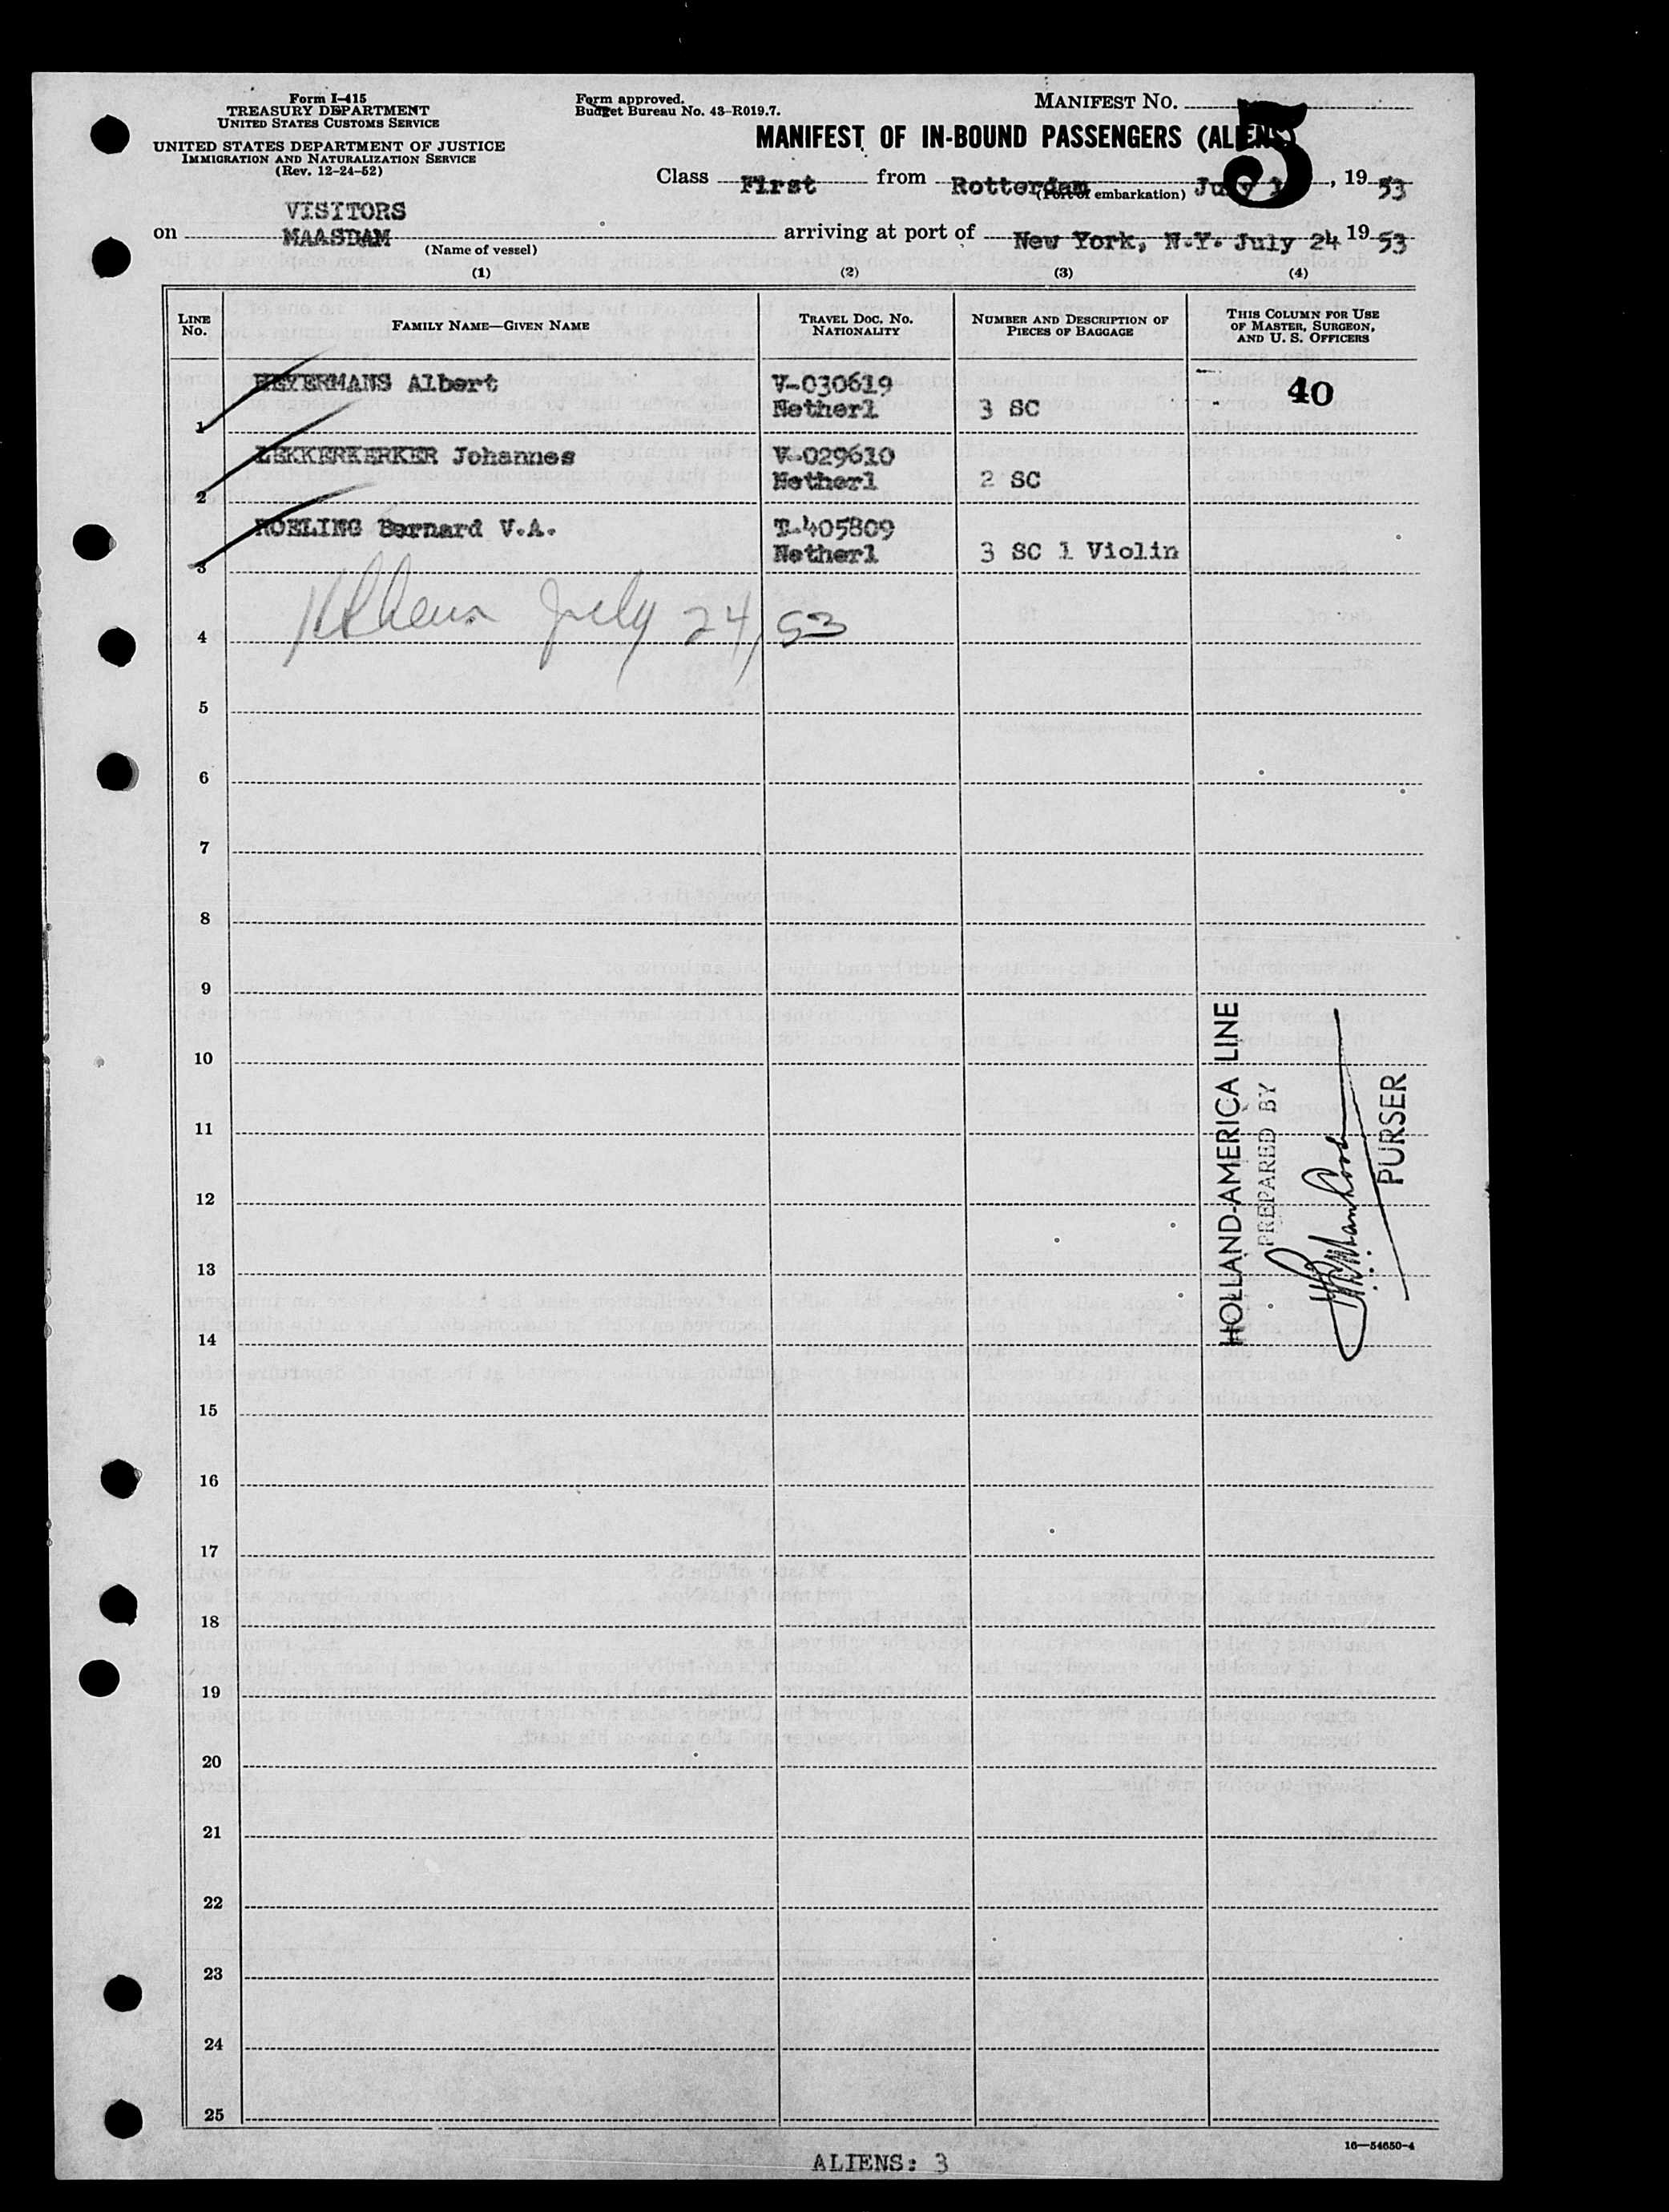 Form I-415
TREASURY DEPARTMENT
UNITED STATES CUSTOMS SERVICE
UNITED STATES DEPARTMENT OF JUSTICE
IMMIGRATION AND NATURALIZATION SERVICE
(Rev. 12-24-52)
Form approved.
Budget Bureau No. 43-R019.7.
MANIFEST NO.
5
MANIFEST OF IN-BOUND PASSENGERS (ALIENS)
Class First from Rotterdam (Port of embarkation) July , 19 53
VISITORS
on MAASDAM (Name of vessel) arriving at port of New York, N.Y. July 24 19 53
(1) (2) (3) (4)
LINE No. FAMILY NAME—GIVEN NAME TRAVEL DOC. NO. NATIONALITY NUMBER AND DESCRIPTION OF PIECES OF BAGGAGE THIS COLUMN FOR USE OF MASTER, SURGEON, AND U. S. OFFICERS
1 HEYERMANS Albert V-030619 Netherl 3 SC 40
2 LEKKERKERKER Johannes V-029610 Netherl 2 SC
3 ROELING Bernard V.A. T-405809 Netherl 3 SC 1 Violin
July 24, 53
4
5
6
7
8
9
10
11
12
13
14
15
16
17
18
19
20
21
22
23
24
25
HOLLAND-AMERICA LINE
PREPARED BY
PURSER
16—54650-4
ALIENS: 3